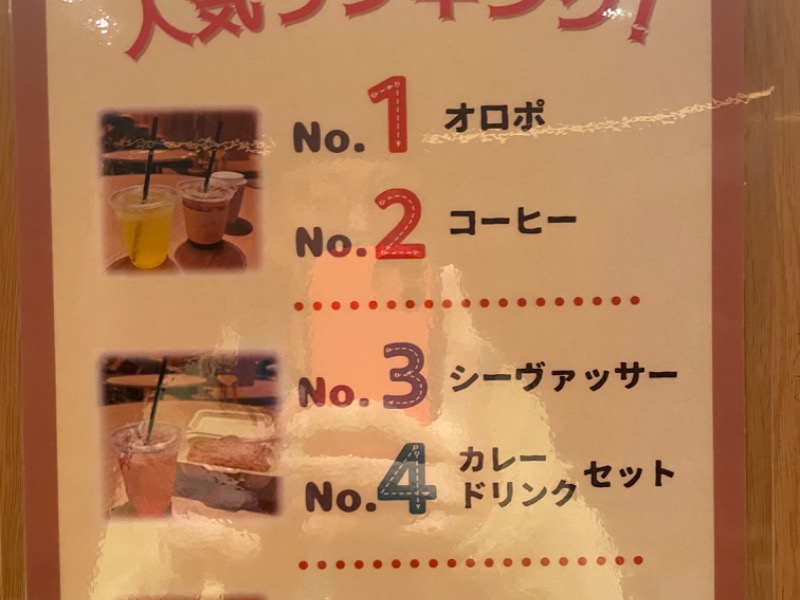 人気ランキング!
No.1 オロポ
No.2 コーヒー
No.3 シーヴァッサー
No.4 カレー
ドリンク セット